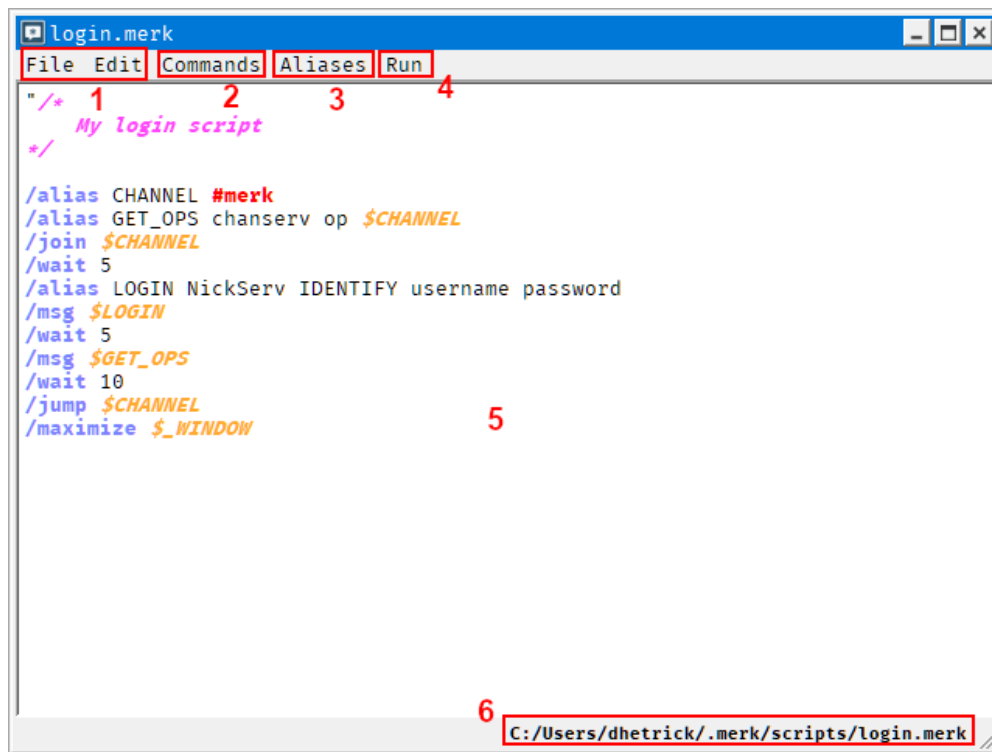 login.merk
File Edit Commands Aliases Run
1 2 3 4
"/*
My login script
*/
/alias CHANNEL #merk
/alias GET_OPS chanserv op $CHANNEL
/join $CHANNEL
/wait 5
/alias LOGIN NickServ IDENTIFY username password
/msg $LOGIN
/wait 5
/msg $GET_OPS
/wait 10
/jump $CHANNEL
/maximize $_WINDOW
5
6
C:/Users/dhetrick/.merk/scripts/login.merk